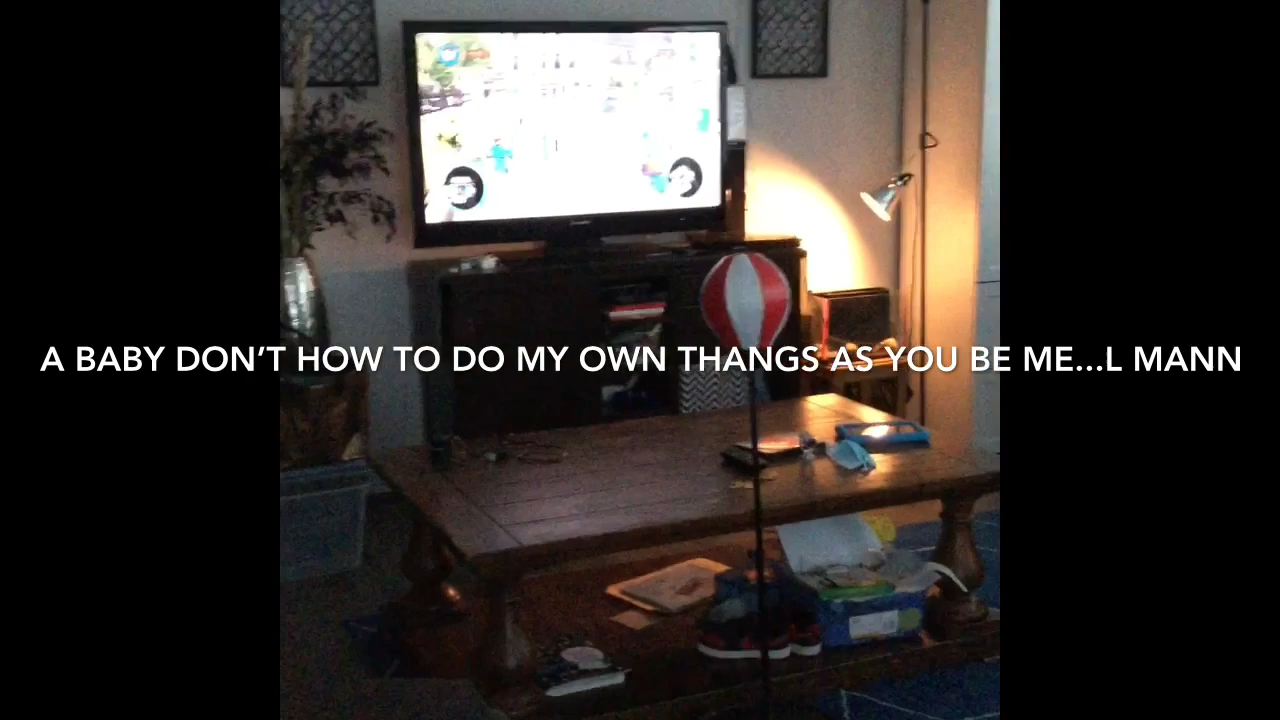 A BABY DON’T HOW TO DO MY OWN THANGS AS YOU BE ME...L MANN